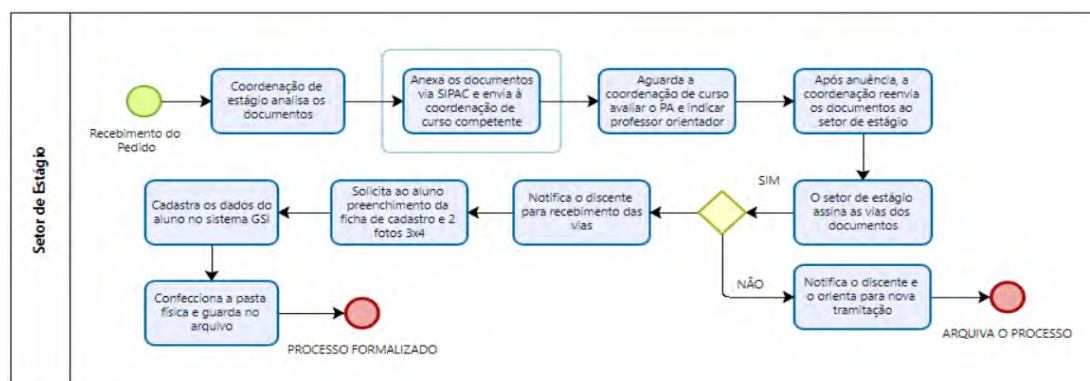 Setor de Estágio
Recebimento do
Pedido
Coordenação de
estágio analisa os
documentos
Anexa os documentos
via SIPAC e envia à
coordenação de
curso competente
Aguarda a
coordenação de curso
avaliar o PA e indicar
professor orientador
Após anuência, a
coordenação reenvia
os documentos ao
setor de estágio
O setor de estágio
assina as vias dos
documentos
SIM
Notifica o discente
para recebimento das
vias
Solicita ao aluno
preenchimento da
ficha de cadastro e 2
fotos 3x4
Cadastra os dados do
aluno no sistema GSI
Confecciona a pasta
física e guarda no
arquivo
PROCESSO FORMALIZADO
NÃO
Notifica o discente e
o orienta para nova
tramitação
ARQUIVA O PROCESSO